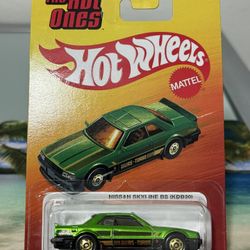 THE HOT
ONES
Hot Wheels
MATTEL
NISSAN SKYLINE RS (KDR30)